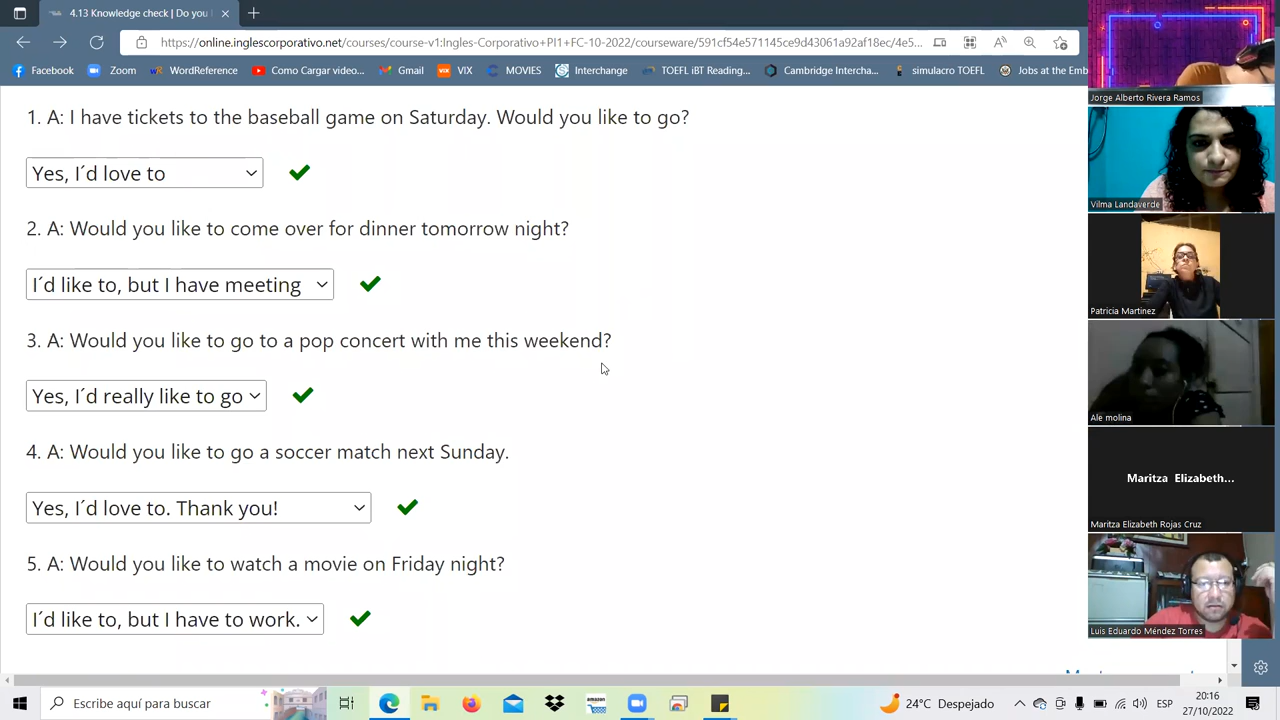 4.13 Knowledge check | Do you
https://online.inglescorporativo.net/courses/course-v1:Ingles-Corporativo+PI1+FC-10-2022/courseware/591cf54e571145ce9d43061a92af18ec/4e5...
Facebook Zoom WordReference Como Cargar video... Gmail VIX MOVIES Interchange TOEFL iBT Reading... Cambridge Intercha... simulacro TOEFL Jobs at the Emb
1. A: I have tickets to the baseball game on Saturday. Would you like to go?
Yes, I´d love to
2. A: Would you like to come over for dinner tomorrow night?
I´d like to, but I have meeting
3. A: Would you like to go to a pop concert with me this weekend?
Yes, I´d really like to go
4. A: Would you like to go a soccer match next Sunday.
Yes, I´d love to. Thank you!
5. A: Would you like to watch a movie on Friday night?
I´d like to, but I have to work.
Jorge Alberto Rivera Ramos
Vilma Landaverde
Patricia Martinez
Ale molina
Maritza Elizabeth...
Maritza Elizabeth Rojas Cruz
Luis Eduardo Méndez Torres
Escribe aquí para buscar
amazon
24°C Despejado
ESP
20:16
27/10/2022